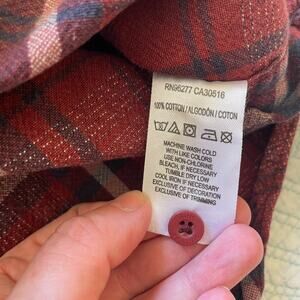 RN96277 CA30516
100% COTTON / ALGODÓN / COTON
MACHINE WASH COLD
WITH LIKE COLORS
USE NON-CHLORINE
BLEACH, IF NECESSARY
TUMBLE DRY LOW
COOL IRON IF NECESSARY
EXCLUSIVE OF DECORATION
EXCLUSIVE OF TRIMMING